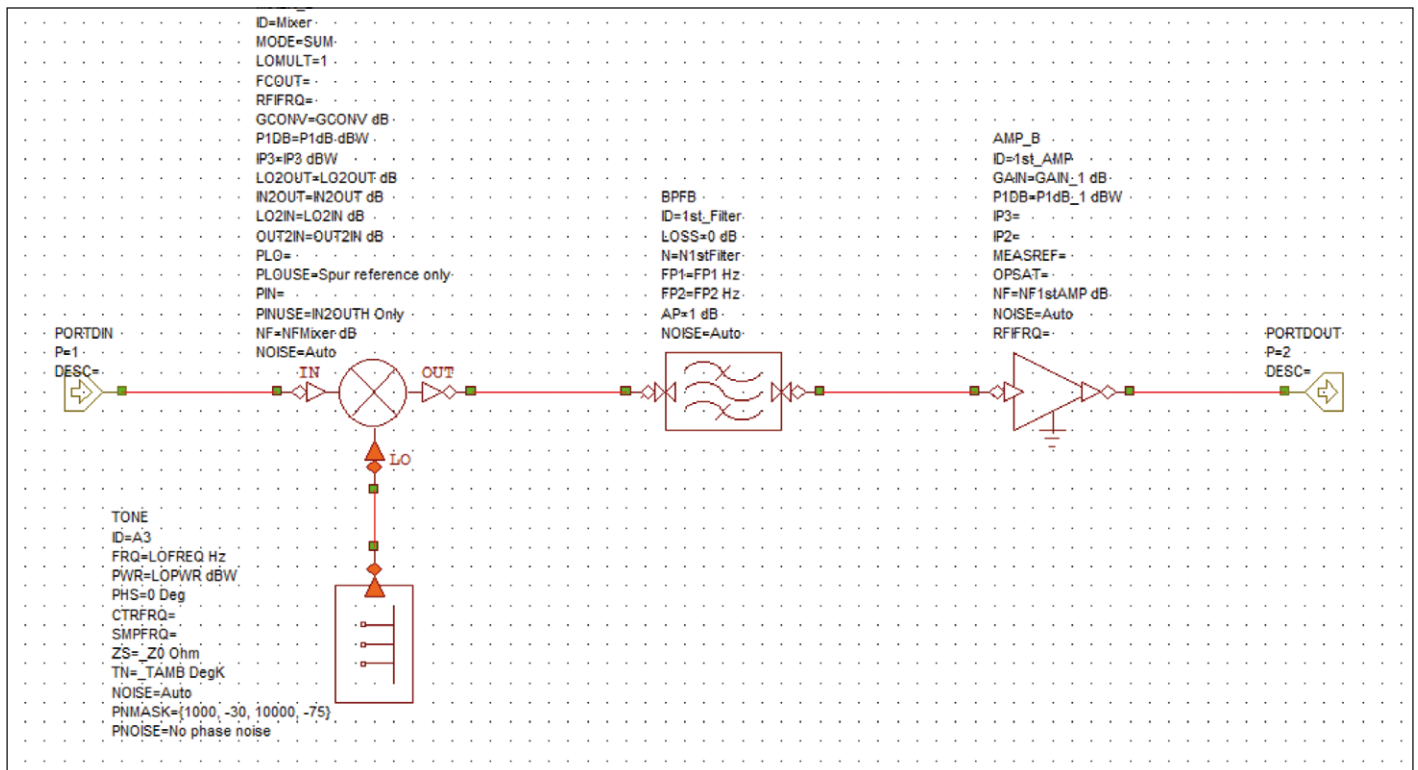 ID=Mixer
MODE=SUM
LOMULT=1
FCOUT=
RFIFRQ=
GCONV=GCONV dB
P1DB=P1dB dBW
IP3=IP3 dBW
LO2OUT=LO2OUT dB
IN2OUT=IN2OUT dB
LO2IN=LO2IN dB
OUT2IN=OUT2IN dB
PLO=
PLOUSE=Spur reference only
PIN=
PINUSE=IN2OUTH Only
NF=NFMixer dB
NOISE=Auto
PORTDIN
P=1
DESC=
IN
OUT
LO
BPFB
ID=1st_Filter
LOSS=0 dB
N=N1stFilter
FP1=FP1 Hz
FP2=FP2 Hz
AP=1 dB
NOISE=Auto
AMP_B
ID=1st_AMP
GAIN=GAIN_1 dB
P1DB=P1dB_1 dBW
IP3=
IP2=
MEASREF=
OPSAT=
NF=NF1stAMP dB
NOISE=Auto
RFIFRQ=
PORTDOUT
P=2
DESC=
TONE
ID=A3
FRQ=LOFREQ Hz
PWR=LOPWR dBW
PHS=0 Deg
CTRFRQ=
SMPFRQ=
ZS=_Z0 Ohm
TN=_TAMB DegK
NOISE=Auto
PNMASK={1000, -30, 10000, -75}
PNOISE=No phase noise